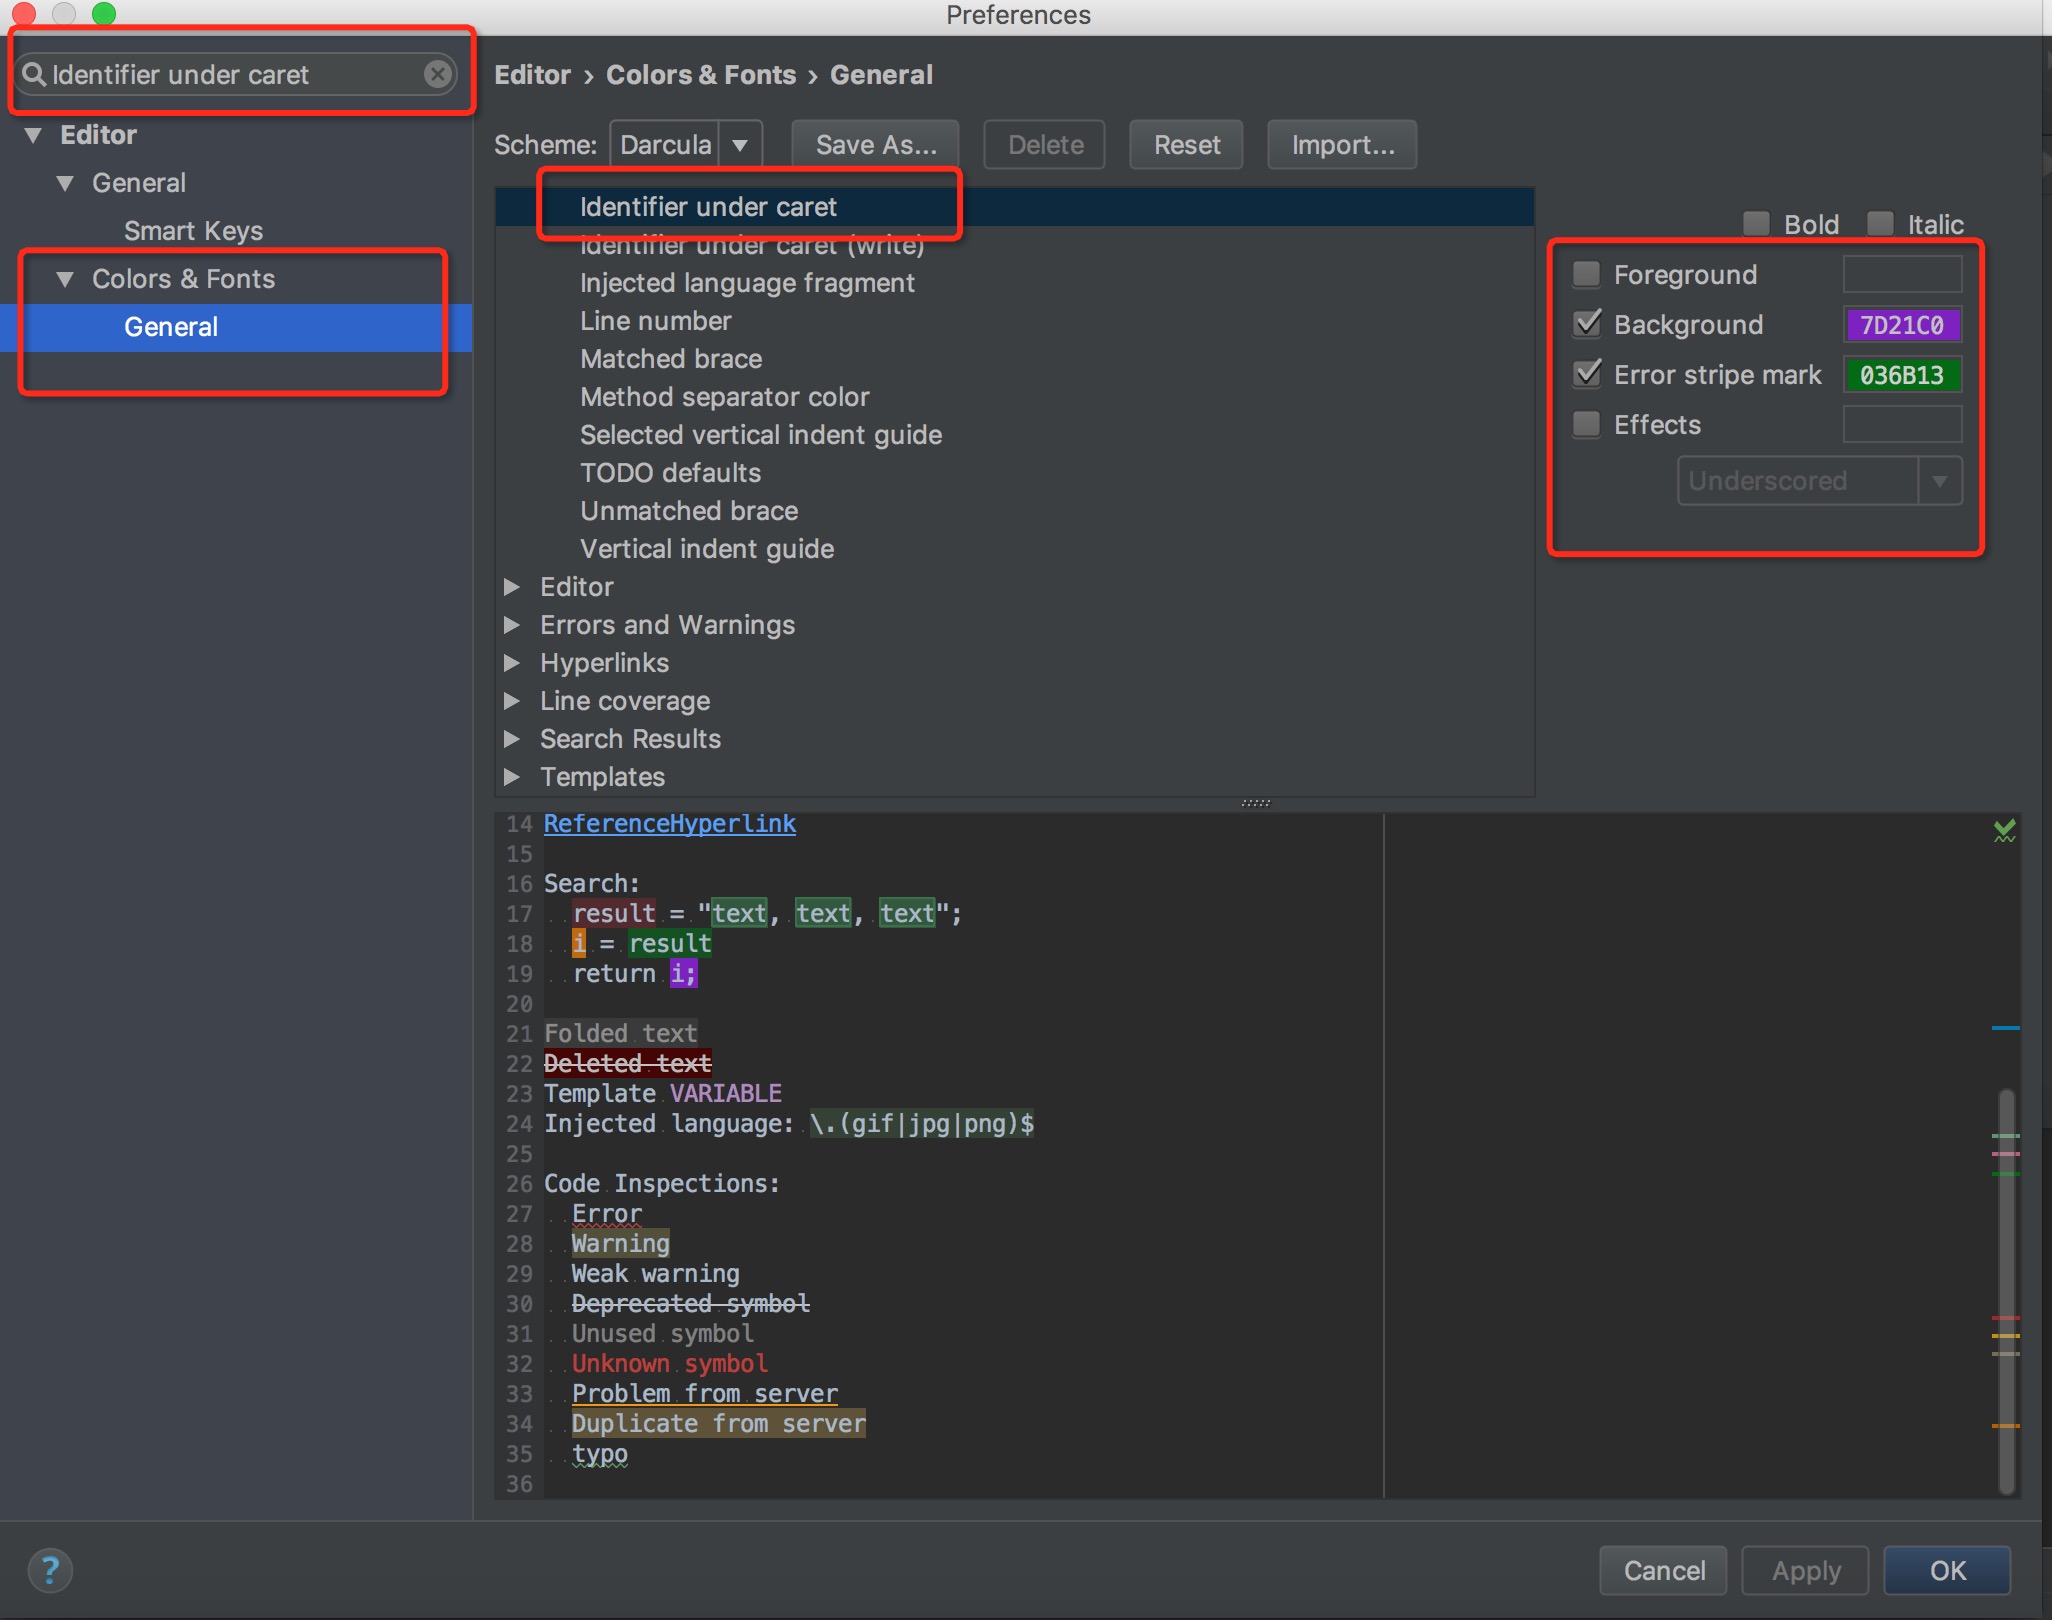 Preferences
Identifier under caret
Editor
General
Smart Keys
Colors & Fonts
General
Editor › Colors & Fonts › General
Scheme: Darcula Save As... Delete Reset Import...
Identifier under caret
Identifier under caret (write)
Injected language fragment
Line number
Matched brace
Method separator color
Selected vertical indent guide
TODO defaults
Unmatched brace
Vertical indent guide
Editor
Errors and Warnings
Hyperlinks
Line coverage
Search Results
Templates
Bold Italic
Foreground
Background 7D21C0
Error stripe mark 036B13
Effects
Underscored
14 ReferenceHyperlink
15
16 Search:
17 result = "text, text, text";
18 i = result
19 return i;
20
21 Folded text
22 Deleted text
23 Template VARIABLE
24 Injected language: \.(gif|jpg|png)$
25
26 Code Inspections:
27 Error
28 Warning
29 Weak warning
30 Deprecated symbol
31 Unused symbol
32 Unknown symbol
33 Problem from server
34 Duplicate from server
35 typo
36
? Cancel Apply OK